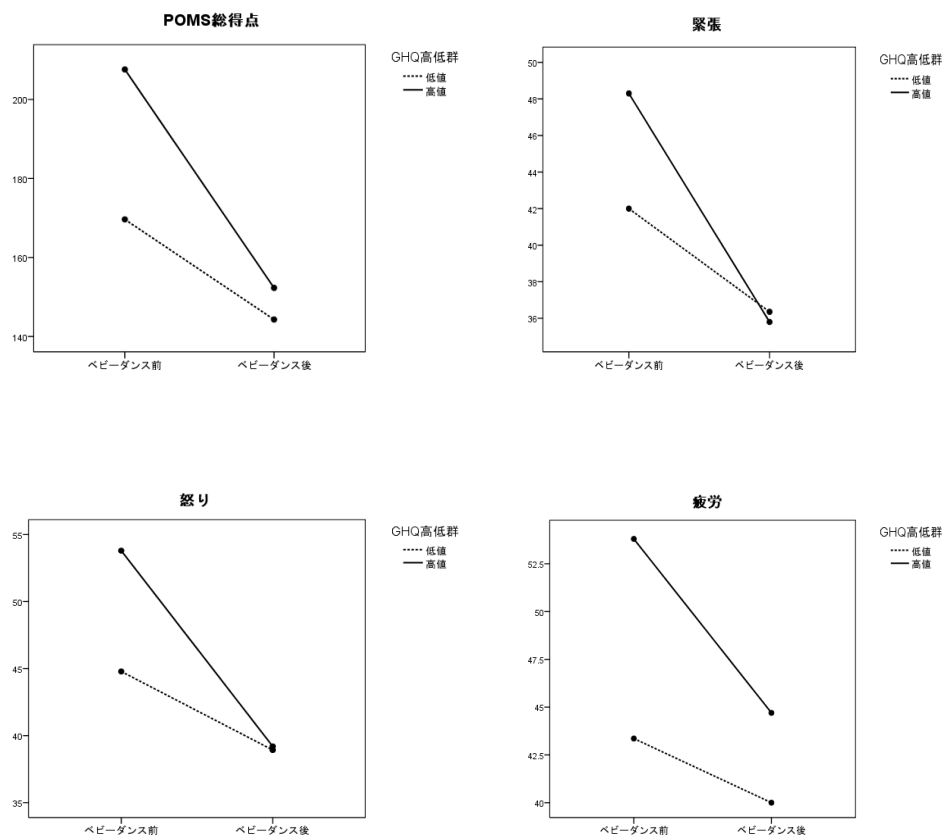 POMS総得点
GHQ高低群
低値
高値
200
180
160
140
ベビーダンス前
ベビーダンス後
緊張
GHQ高低群
低値
高値
50
48
46
44
42
40
38
36
ベビーダンス前
ベビーダンス後
怒り
GHQ高低群
低値
高値
55
50
45
40
35
ベビーダンス前
ベビーダンス後
疲労
GHQ高低群
低値
高値
52.5
50
47.5
45
42.5
40
ベビーダンス前
ベビーダンス後